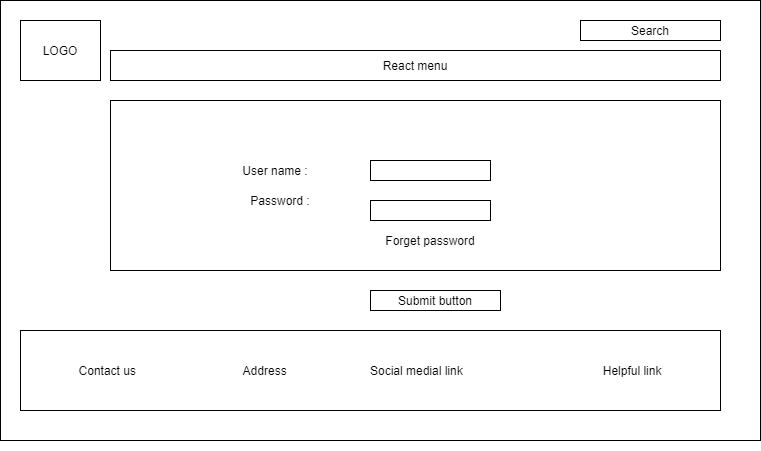 Search
LOGO
React menu
User name :
Password :
Forget password
Submit button
Contact us
Address
Social medial link
Helpful link